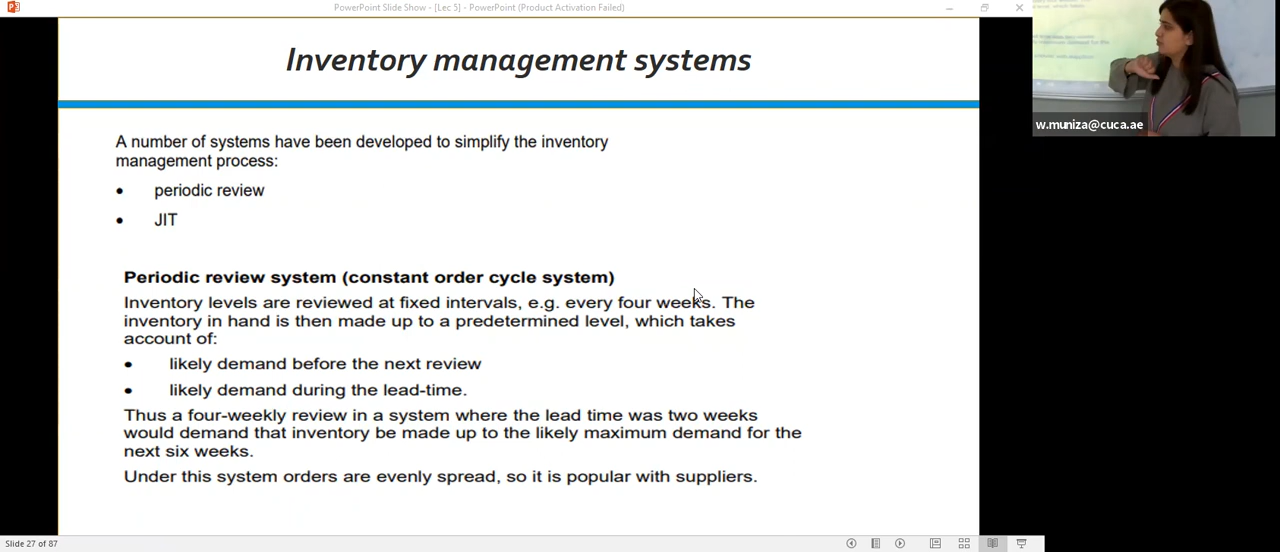 PowerPoint Slide Show - [Lec 3] - PowerPoint (Product Activation Failed)
Inventory management systems
A number of systems have been developed to simplify the inventory
management process:
• periodic review
• JIT
Periodic review system (constant order cycle system)
Inventory levels are reviewed at fixed intervals, e.g. every four weeks. The
inventory in hand is then made up to a predetermined level, which takes
account of:
• likely demand before the next review
• likely demand during the lead-time.
Thus a four-weekly review in a system where the lead time was two weeks
would demand that inventory be made up to the likely maximum demand for the
next six weeks.
Under this system orders are evenly spread, so it is popular with suppliers.
w.muniza@cuca.ae
Slide 27 of 87